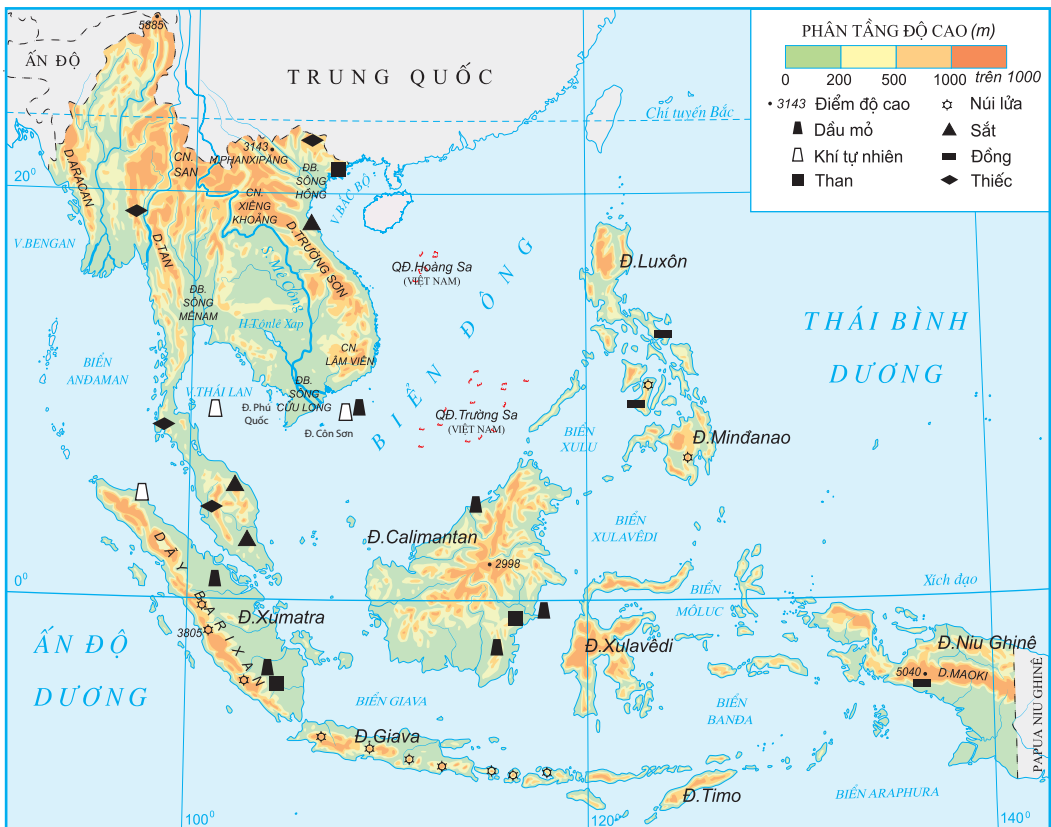 PHÂN TẦNG ĐỘ CAO (m)
0 200 500 1000 trên 1000
• 3143 Điểm độ cao
Núi lửa
Dầu mỏ
Sắt
Khí tự nhiên
Đồng
Than
Thiếc
5885
ẤN ĐỘ
TRUNG QUỐC
Chí tuyến Bắc
3143
N.PHANXIPĂNG
D.ARACAN
CN.
SAN
ĐB.
SÔNG
HỒNG
20°
CN.
XIÊNG
KHOẢNG
V.BẮC BỘ
V.BENGAN
D.TAN
D.TRƯỜNG SƠN
S. Mê Công
QĐ.Hoàng Sa
(VIỆT NAM)
Đ.Luxôn
ĐB.
SÔNG
MÊNAM
H.Tônlê Xap
BIỂN ĐÔNG
THÁI BÌNH
DƯƠNG
BIỂN
ANĐAMAN
CN.
LÂM VIÊN
V.THÁI LAN
ĐB.
SÔNG
CỬU LONG
Đ. Phú
Quốc
Đ. Côn Sơn
QĐ.Trường Sa
(VIỆT NAM)
BIỂN
XULU
Đ.Minđanao
BIỂN
XULAVÊDI
Đ.Calimantan
2998
DÃY BARIXAN
0°
Xích đạo
BIỂN
MÔLUC
Đ.Xumatra
3805
Đ.Xulavêdi
Đ.Niu Ghinê
5040
D.MAOKI
ẤN ĐỘ
DƯƠNG
BIỂN GIAVA
BIỂN
BANĐA
PAPUA NIU GHINÊ
Đ.Giava
Đ.Timo
BIỂN ARAPHURA
100°
120°
140°